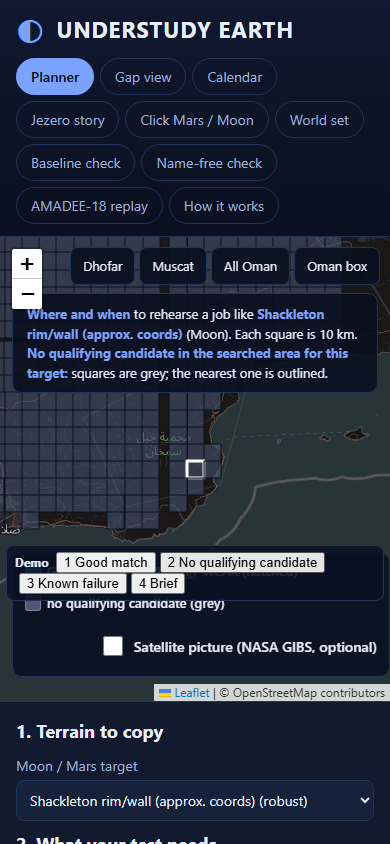 UNDERSTUDY EARTH
Planner
Gap view
Calendar
Jezero story
Click Mars / Moon
World set
Baseline check
Name-free check
AMADEE-18 replay
How it works
+
−
Dhofar
Muscat
All Oman
Oman box
Where and when to rehearse a job like Shackleton
rim/wall (approx. coords) (Moon). Each square is 10 km.
No qualifying candidate in the searched area for this
target: squares are grey; the nearest one is outlined.
سمحان
Demo
1 Good match
2 No qualifying candidate
3 Known failure
4 Brief
no qualifying candidate (grey)
Satellite picture (NASA GIBS, optional)
Leaflet | © OpenStreetMap contributors
1. Terrain to copy
Moon / Mars target
Shackleton rim/wall (approx. coords) (robust)
2. What your test needs